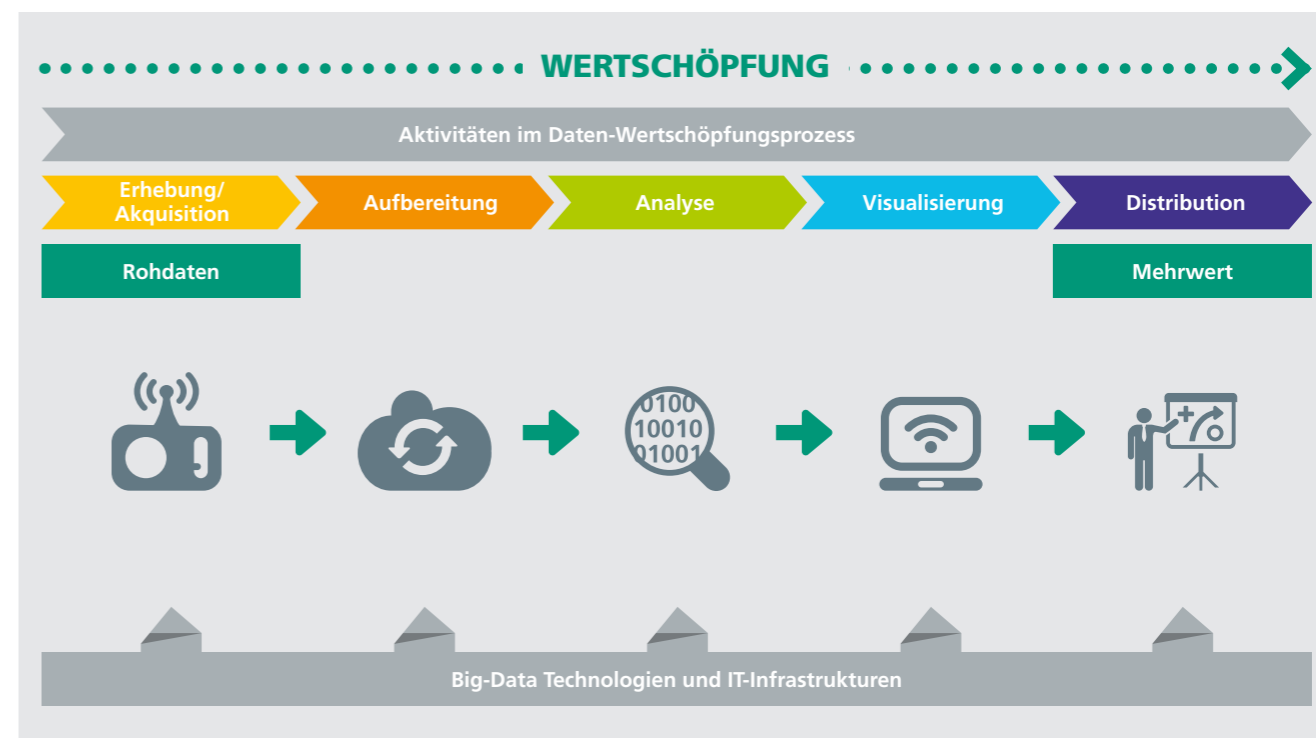 WERTSCHÖPFUNG
Aktivitäten im Daten-Wertschöpfungsprozess
Erhebung/
Akquisition
Aufbereitung
Analyse
Visualisierung
Distribution
Rohdaten
Mehrwert
0100
10010
01001
Big-Data Technologien und IT-Infrastrukturen